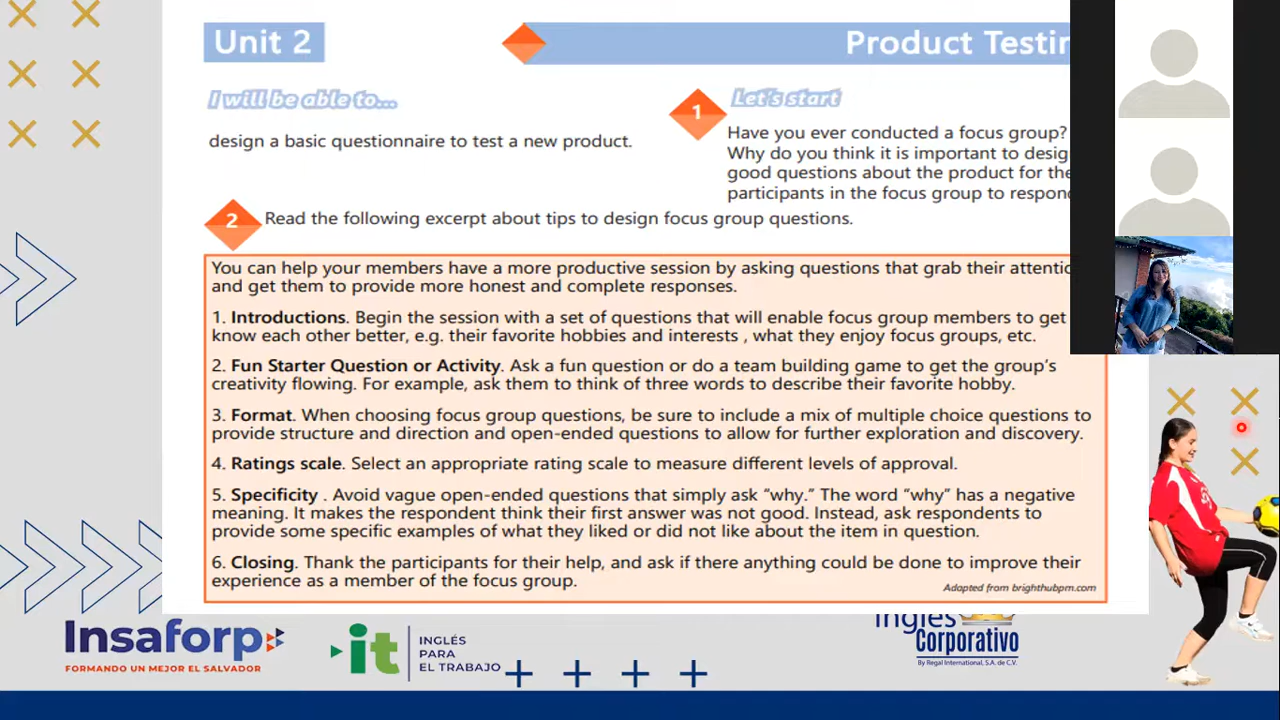 Unit 2
Product
I will be able to...
design a basic questionnaire to test a new product.
1
Let's start
Have you ever conducted a focus group?
Why do you think it is important to
good questions about the product for
participants in the focus group to
2
Read the following excerpt about tips to design focus group questions.
You can help your members have a more productive session by asking questions that grab their
and get them to provide more honest and complete responses.
1. Introductions. Begin the session with a set of questions that will enable focus group members to get
know each other better, e.g. their favorite hobbies and interests , what they enjoy focus groups, etc.
2. Fun Starter Question or Activity. Ask a fun question or do a team building game to get the group's
creativity flowing. For example, ask them to think of three words to describe their favorite hobby.
3. Format. When choosing focus group questions, be sure to include a mix of multiple choice questions to
provide structure and direction and open-ended questions to allow for further exploration and discovery.
4. Ratings scale. Select an appropriate rating scale to measure different levels of approval.
5. Specificity . Avoid vague open-ended questions that simply ask "why." The word "why" has a negative
meaning. It makes the respondent think their first answer was not good. Instead, ask respondents to
provide some specific examples of what they liked or did not like about the item in question.
6. Closing. Thank the participants for their help, and ask if there anything could be done to improve their
experience as a member of the focus group.
Adapted from brighthubpm.com
Insaforp
FORMANDO UN MEJOR EL SALVADOR
it
INGLÉS
PARA
EL TRABAJO
Inglés
Corporativo
By Regal International, S.A. de C.V.